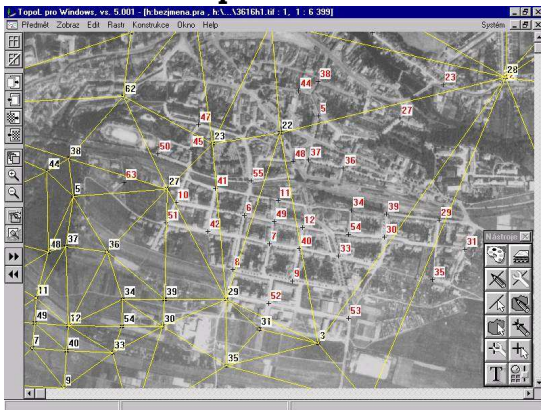 TopoL pro Windows, vs. 5.001 - [h:bezjmena.pra , h:\...\3616h1.tif : 1, 1 : 6 399]
Předmět Zobraz Edit Rastr Konstrukce Okno Help Systém
28
38 23
44
62
5 27
47
22
23
45
50 48 37
38 36
44
63 55
27 41
5 10 11
34 39
6
51 49 29
42 12
54 30
37 7
48 36 40 31
33
Nástroje
8
35
9
11 34 39 29
52
49 53
12 54 30 31
3
7 40 33
35
9
T